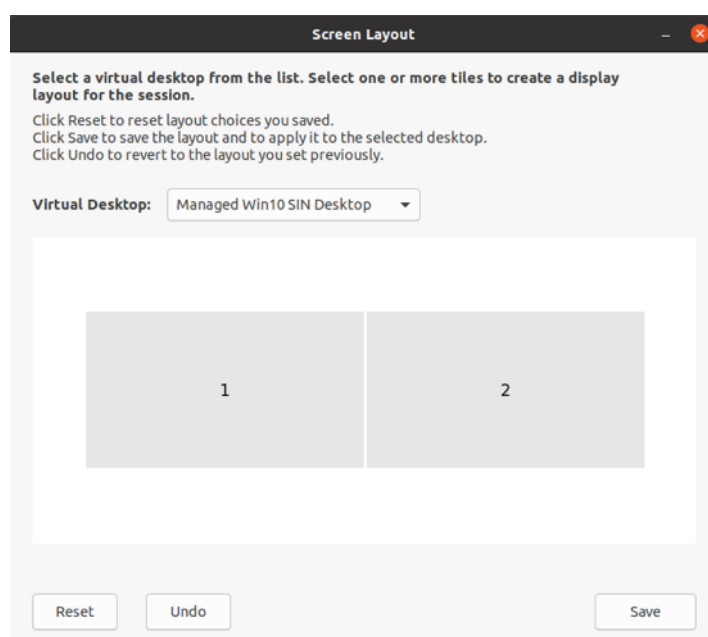 Screen Layout
Select a virtual desktop from the list. Select one or more tiles to create a display
layout for the session.
Click Reset to reset layout choices you saved.
Click Save to save the layout and to apply it to the selected desktop.
Click Undo to revert to the layout you set previously.
Virtual Desktop: Managed Win10 SIN Desktop
1 2
Reset Undo Save